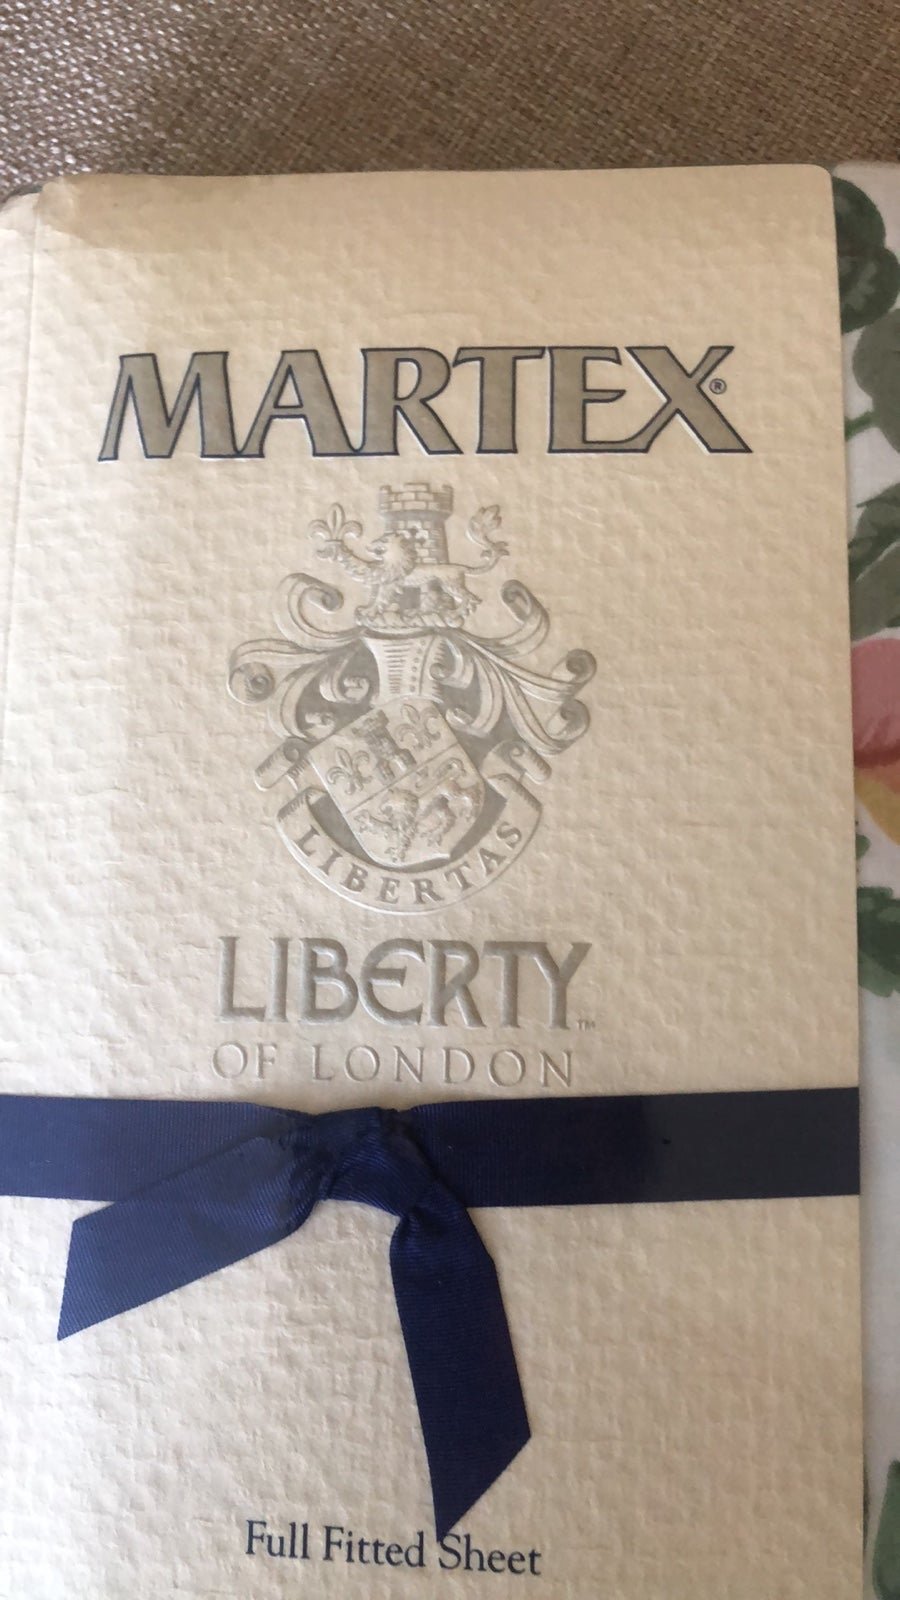 MARTEX®
LIBERTAS
LIBERTY™
OF LONDON
Full Fitted Sheet